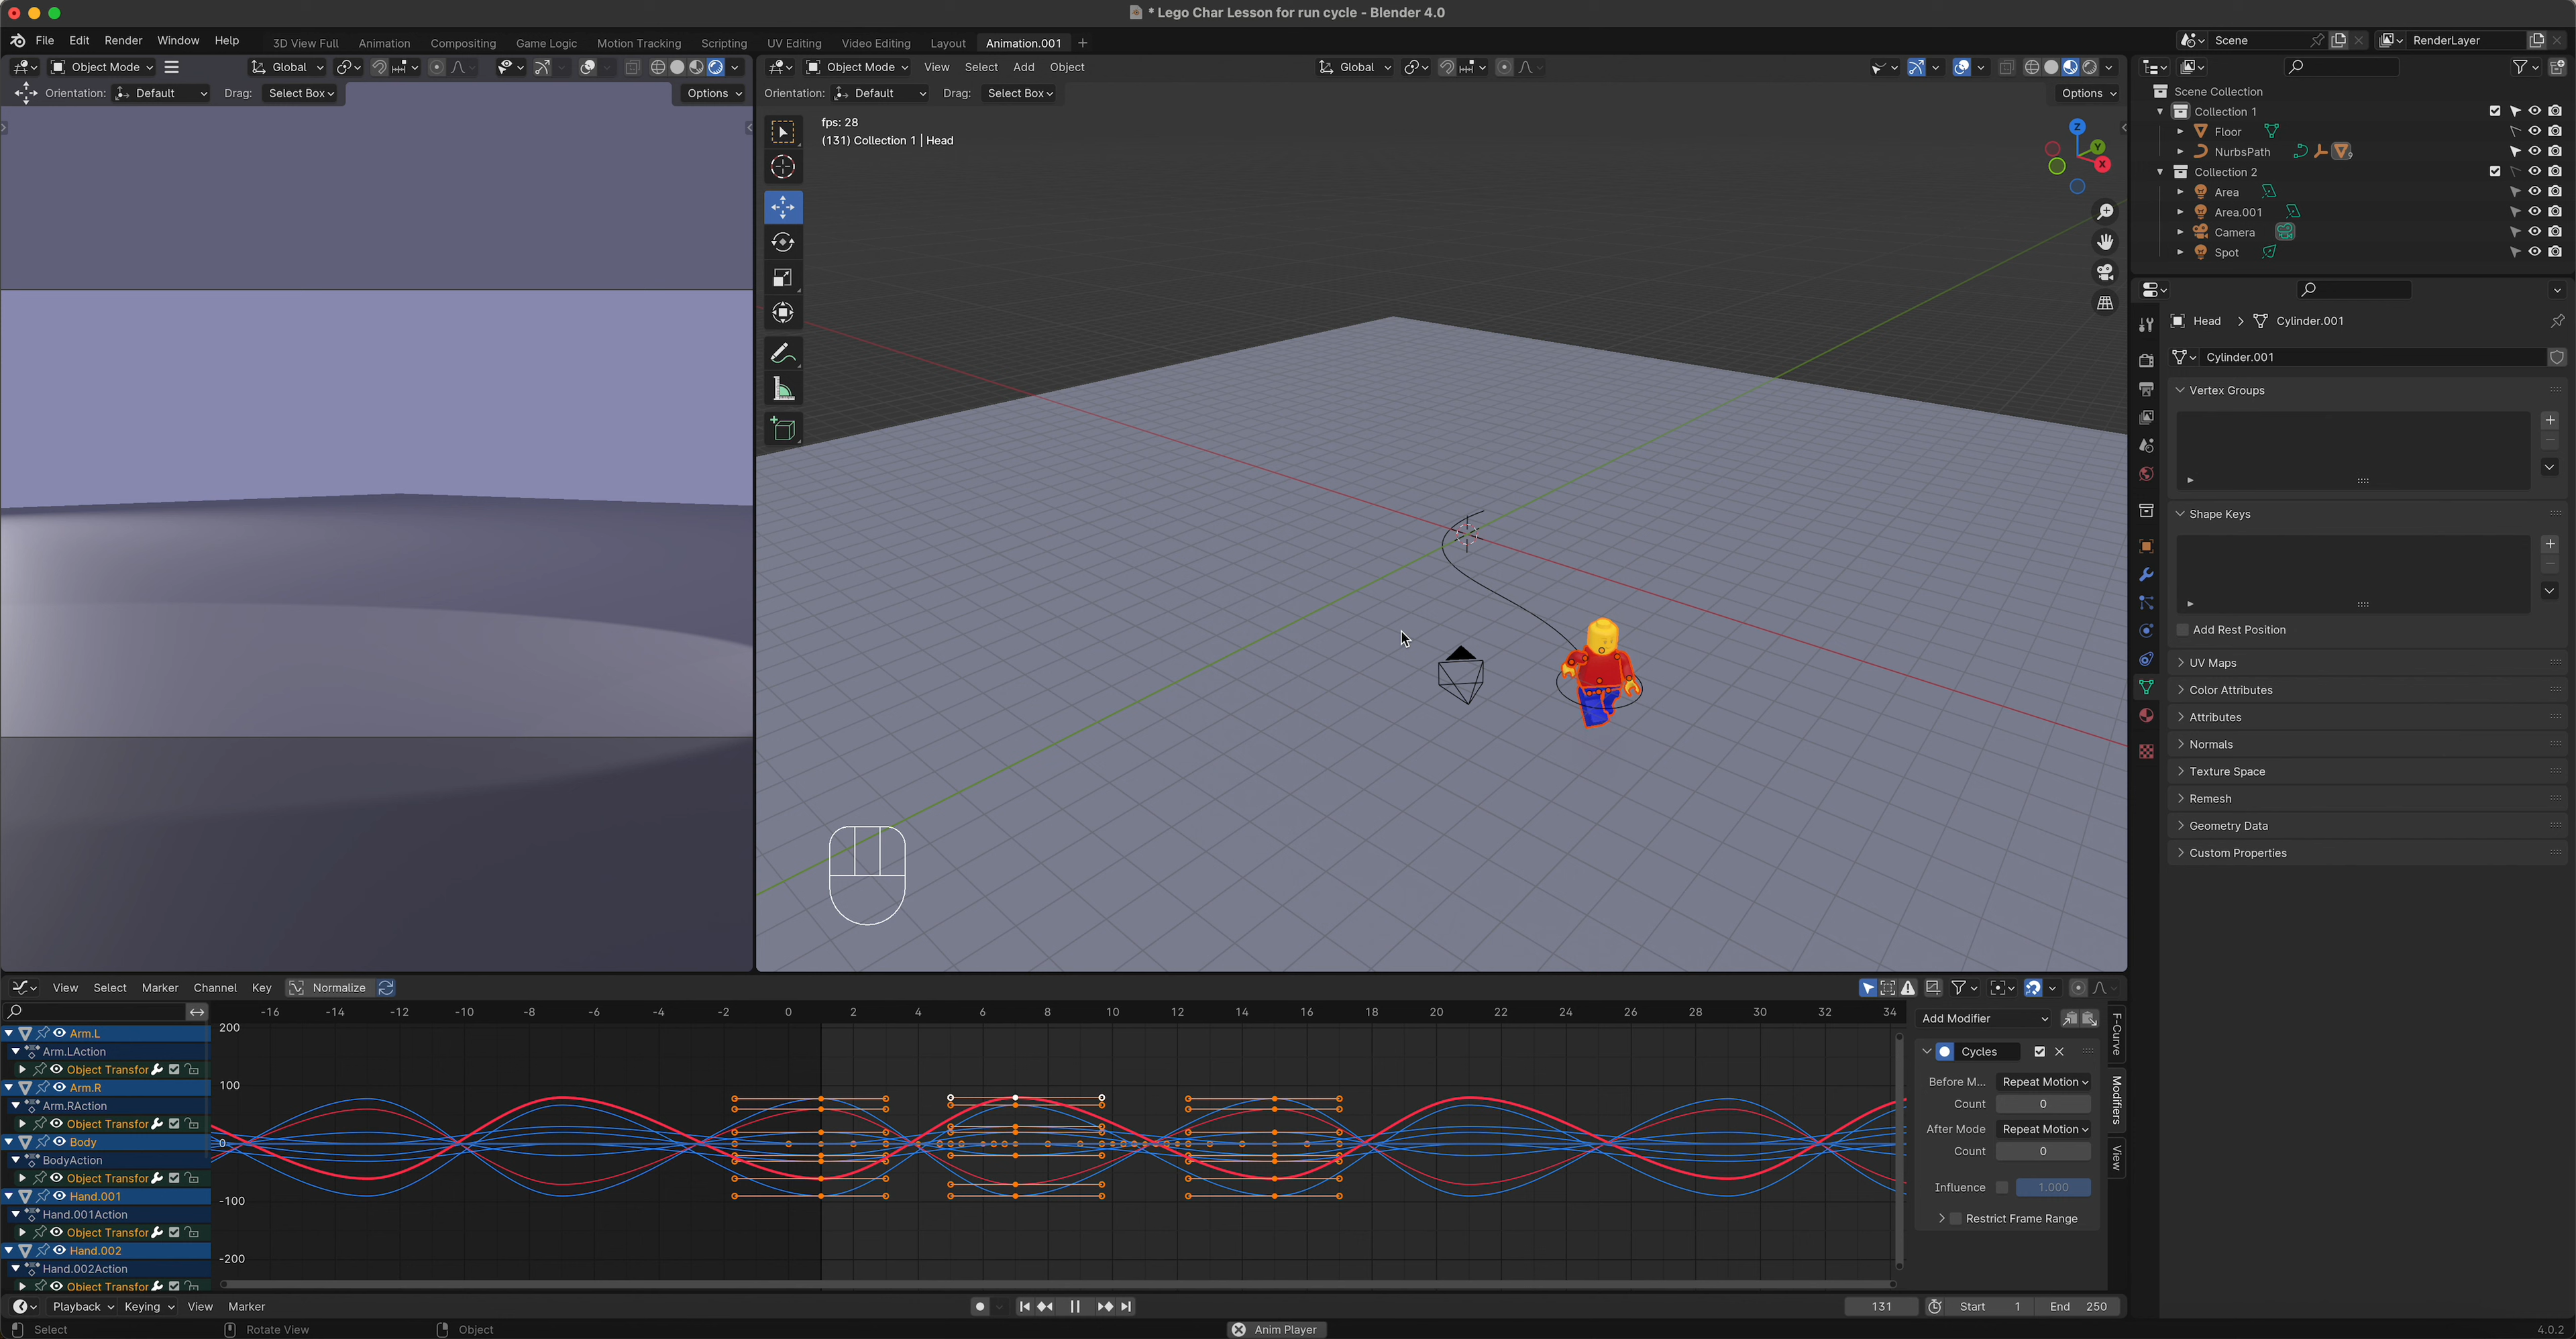 * Lego Char Lesson for run cycle - Blender 4.0
File Edit Render Window Help 3D View Full Animation Compositing Game Logic Motion Tracking Scripting UV Editing Video Editing Layout Animation.001 + Scene RenderLayer
Object Mode Global
Orientation: Default Drag: Select Box Options
Object Mode View Select Add Object Global
Orientation: Default Drag: Select Box Options
fps: 28
(131) Collection 1 | Head
Z
Y
X
Scene Collection
Collection 1
Floor
NurbsPath 9
Collection 2
Area
Area.001
Camera
Spot
Head > Cylinder.001
Cylinder.001
Vertex Groups
Shape Keys
Add Rest Position
UV Maps
Color Attributes
Attributes
Normals
Texture Space
Remesh
Geometry Data
Custom Properties
View Select Marker Channel Key Normalize
-16 -14 -12 -10 -8 -6 -4 -2 0 2 4 6 8 10 12 14 16 18 20 22 24 26 28 30 32 34
200
100
0
-100
-200
Arm.L
Arm.LAction
Object Transfor
Arm.R
Arm.RAction
Object Transfor
Body
BodyAction
Object Transfor
Hand.001
Hand.001Action
Object Transfor
Hand.002
Hand.002Action
Object Transfor
Add Modifier
Cycles
Before M... Repeat Motion
Count 0
After Mode Repeat Motion
Count 0
Influence 1.000
Restrict Frame Range
F-Curve
Modifiers
View
Playback Keying View Marker 131 Start 1 End 250
Select Rotate View Object Anim Player 4.0.2